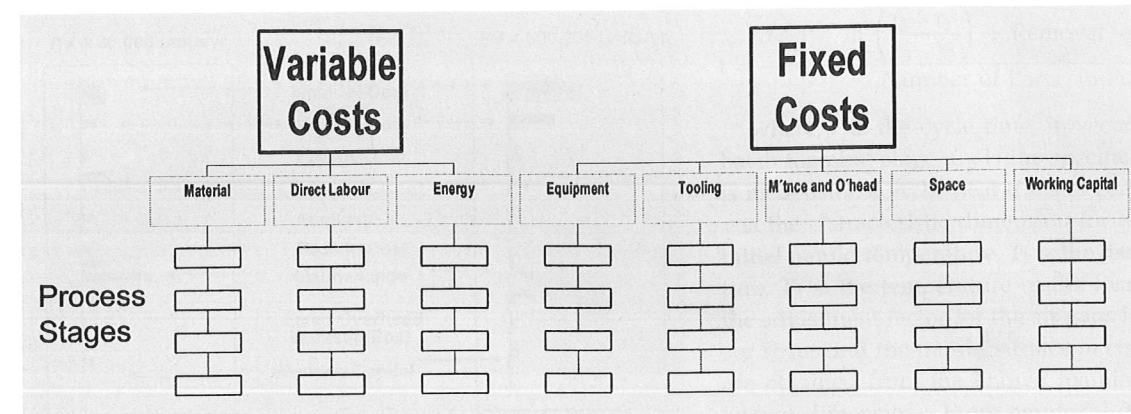 Variable
Costs
Fixed
Costs
Material
Direct Labour
Energy
Equipment
Tooling
M'tnce and O'head
Space
Working Capital
Process
Stages